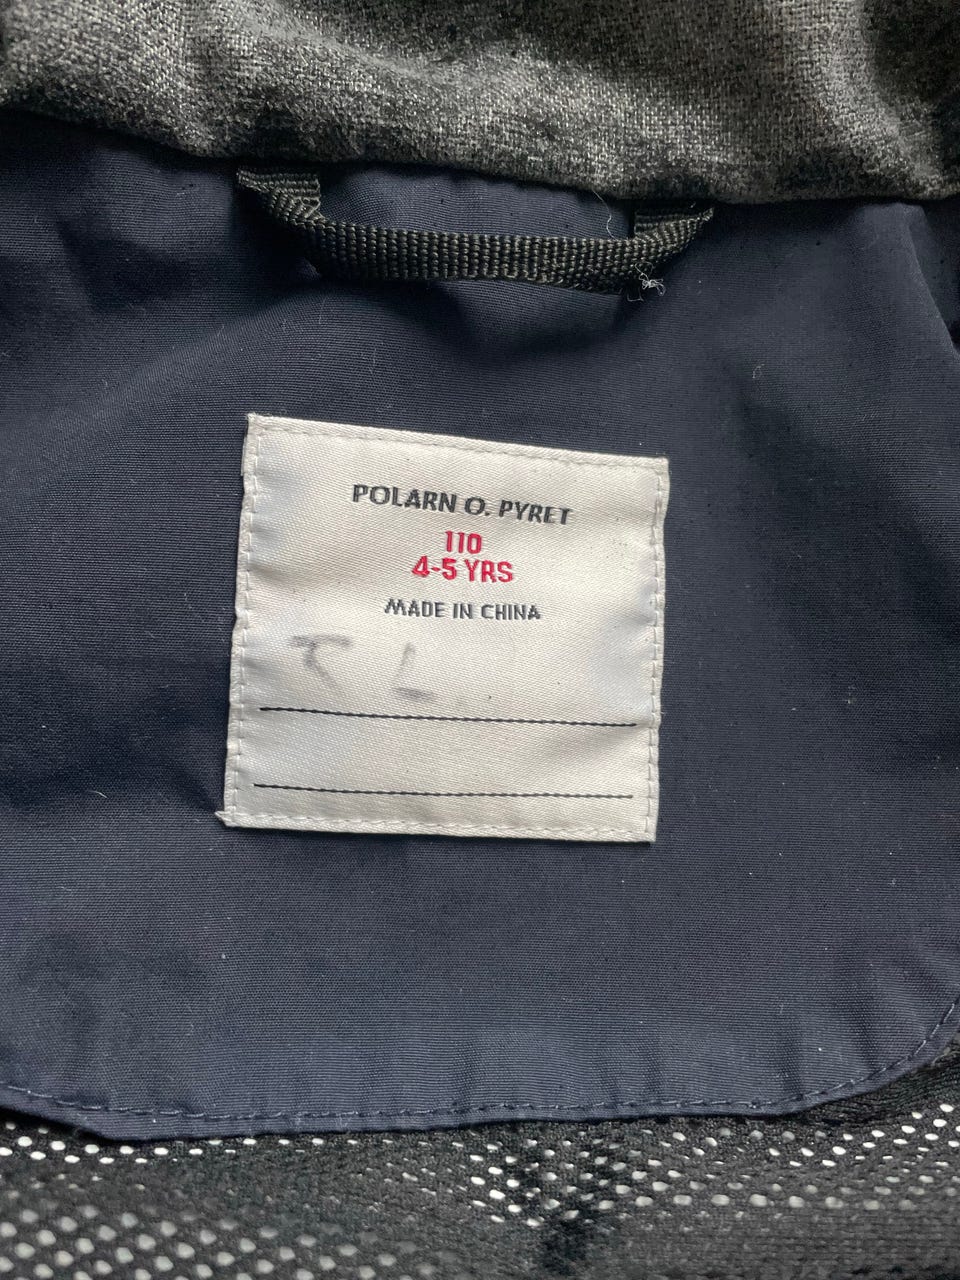 POLARN O. PYRET
110
4-5 YRS
MADE IN CHINA
J L